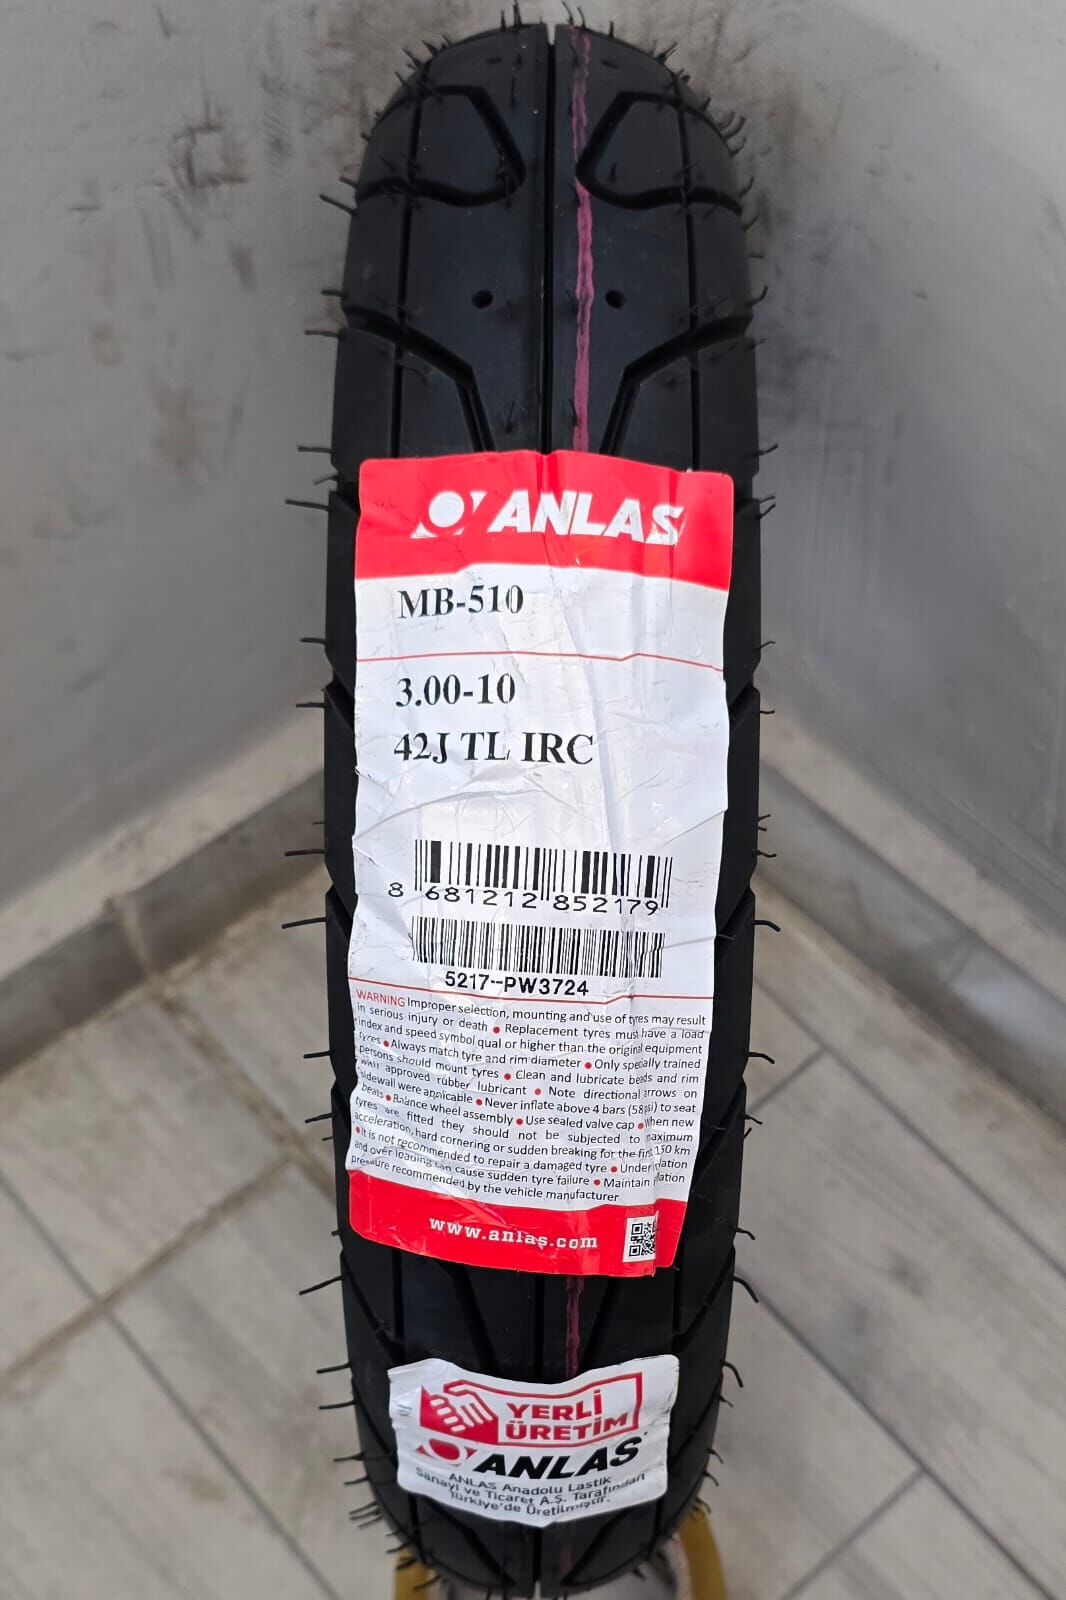 ANLAS
MB-510
3.00-10
42J TL IRC
8 681212 852179
5217--PW3724
WARNING Improper selection, mounting and use of tyres may result
in serious injury or death • Replacement tyres must have a load
index and speed symbol qual or higher than the original equipment
tyres • Always match tyre and rim diameter • Only specially trained
persons should mount tyres • Clean and lubricate beads and rim
with approved rubber lubricant • Note directional arrows on
sidewall were applicable • Never inflate above 4 bars (58psi) to seat
beats • Balance wheel assembly • Use sealed valve cap • When new
tyres are fitted they should not be subjected to maximum
acceleration, hard cornering or sudden breaking for the first 150 km
• It is not recommended to repair a damaged tyre • Under inflation
and over loading can cause sudden tyre failure • Maintain inflation
pressure recommended by the vehicle manufacturer
www.anlas.com
YERLİ
ÜRETİM
ANLAS
ANLAS Anadolu Lastik
Sanayi ve Ticaret A.Ş. Tarafından
Türkiye'de Üretilmiştir.